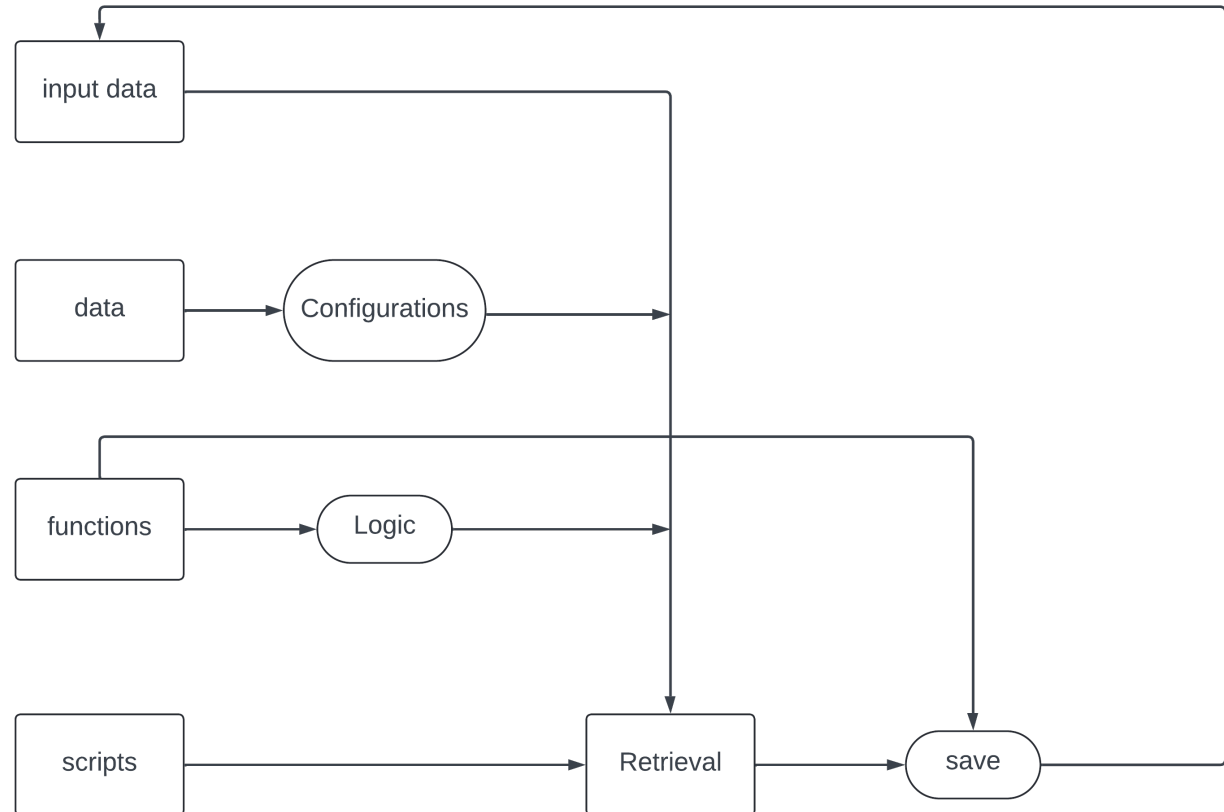 input data
data
Configurations
functions
Logic
scripts
Retrieval
save